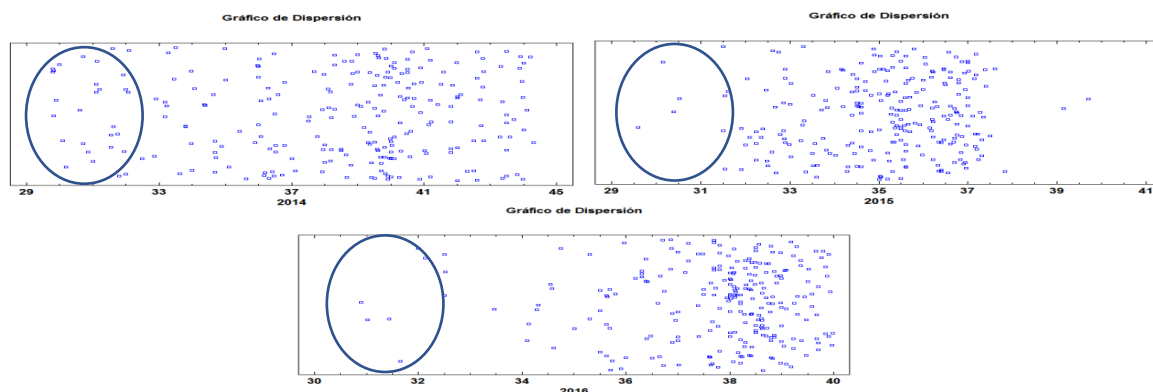 Gráfico de Dispersión
29 33 37 41 45
2014
Gráfico de Dispersión
29 31 33 35 37 39 41
2015
Gráfico de Dispersión
30 32 34 36 38 40
2016